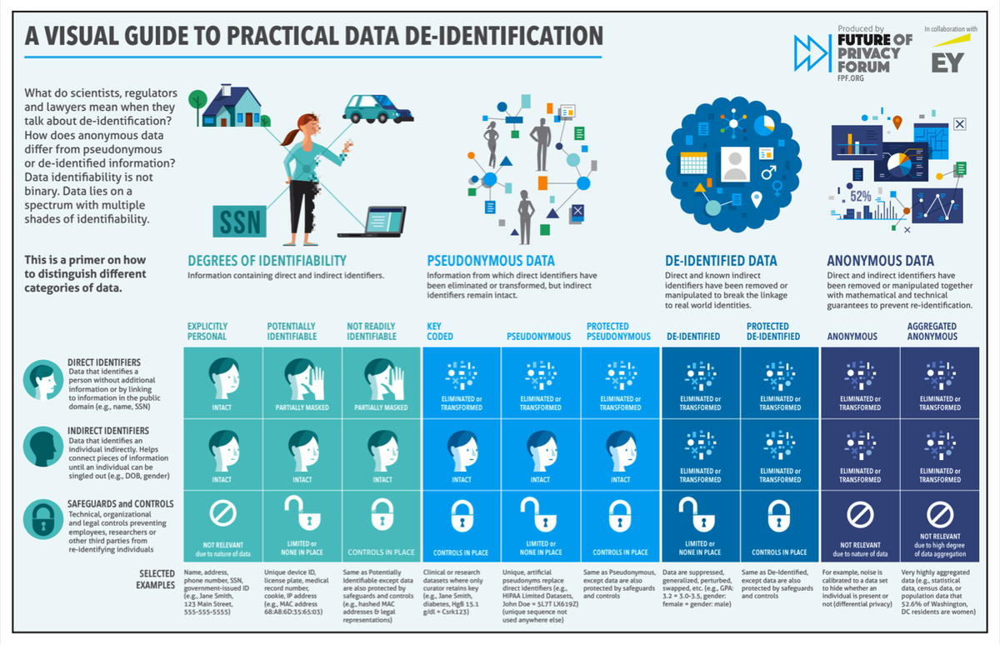 A VISUAL GUIDE TO PRACTICAL DATA DE-IDENTIFICATION
Produced by
FUTURE OF
PRIVACY
FORUM
FPF.ORG
In collaboration with
EY
What do scientists, regulators
and lawyers mean when they
talk about de-identification?
How does anonymous data
differ from pseudonymous
or de-identified information?
Data identifiability is not
binary. Data lies on a
spectrum with multiple
shades of identifiability.
This is a primer on how
to distinguish different
categories of data.
SSN
52%
DEGREES OF IDENTIFIABILITY
Information containing direct and indirect identifiers.
PSEUDONYMOUS DATA
Information from which direct identifiers have
been eliminated or transformed, but indirect
identifiers remain intact.
DE-IDENTIFIED DATA
Direct and known indirect
identifiers have been removed or
manipulated to break the linkage
to real world identities.
ANONYMOUS DATA
Direct and indirect identifiers have
been removed or manipulated together
with mathematical and technical
guarantees to prevent re-identification.
EXPLICITLY
PERSONAL
POTENTIALLY
IDENTIFIABLE
NOT READILY
IDENTIFIABLE
KEY
CODED
PSEUDONYMOUS
PROTECTED
PSEUDONYMOUS
DE-IDENTIFIED
PROTECTED
DE-IDENTIFIED
ANONYMOUS
AGGREGATED
ANONYMOUS
DIRECT IDENTIFIERS
Data that identifies a
person without additional
information or by linking
to information in the public
domain (e.g., name, SSN)
INTACT
PARTIALLY MASKED
PARTIALLY MASKED
ELIMINATED or
TRANSFORMED
ELIMINATED or
TRANSFORMED
ELIMINATED or
TRANSFORMED
ELIMINATED or
TRANSFORMED
ELIMINATED or
TRANSFORMED
ELIMINATED or
TRANSFORMED
ELIMINATED or
TRANSFORMED
INDIRECT IDENTIFIERS
Data that identifies an
individual indirectly. Helps
connect pieces of information
until an individual can be
singled out (e.g., DOB, gender)
INTACT
INTACT
INTACT
INTACT
INTACT
INTACT
ELIMINATED or
TRANSFORMED
ELIMINATED or
TRANSFORMED
ELIMINATED or
TRANSFORMED
ELIMINATED or
TRANSFORMED
SAFEGUARDS and CONTROLS
Technical, organizational
and legal controls preventing
employees, researchers or
other third parties from
re-identifying individuals
NOT RELEVANT
due to nature of data
LIMITED or
NONE IN PLACE
CONTROLS IN PLACE
CONTROLS IN PLACE
LIMITED or
NONE IN PLACE
CONTROLS IN PLACE
LIMITED or
NONE IN PLACE
CONTROLS IN PLACE
NOT RELEVANT
due to nature of data
NOT RELEVANT
due to high degree
of data aggregation
SELECTED
EXAMPLES
Name, address,
phone number, SSN,
government-issued ID
(e.g., Jane Smith,
123 Main Street,
555-555-5555)
Unique device ID,
license plate, medical
record number,
cookie, IP address
(e.g., MAC address
68:A8:6D:35:65:03)
Same as Potentially
Identifiable except data
are also protected by
safeguards and controls
(e.g., hashed MAC
addresses & legal
representations)
Clinical or research
datasets where only
curator retains key
(e.g., Jane Smith,
diabetes, HgB 15.1
g/dl = Csrk123)
Unique, artificial
pseudonyms replace
direct identifiers (e.g.,
HIPAA Limited Datasets,
John Doe = 5L7T LX619Z)
(unique sequence not
used anywhere else)
Same as Pseudonymous,
except data are also
protected by safeguards
and controls
Data are suppressed,
generalized, perturbed,
swapped, etc. (e.g., GPA:
3.2 = 3.0-3.5, gender:
female = gender: male)
Same as De-Identified,
except data are also
protected by safeguards
and controls
For example, noise is
calibrated to a data set
to hide whether an
individual is present or
not (differential privacy)
Very highly aggregated
data (e.g., statistical
data, census data, or
population data that
52.6% of Washington,
DC residents are women)